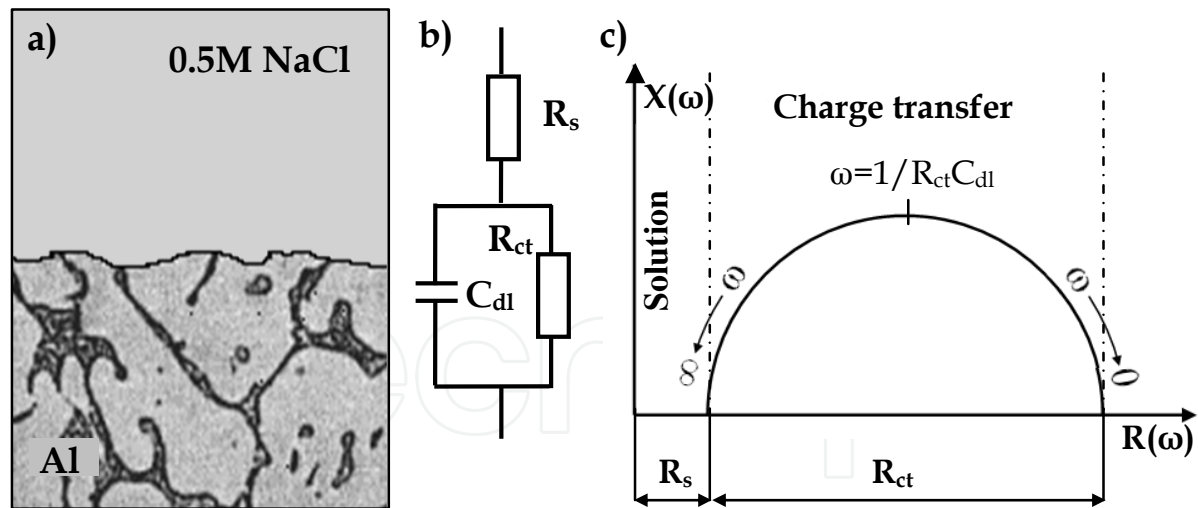 a)
0.5M NaCl
Al
b)
Rs
Rct
Cdl
c)
X(ω)
Charge transfer
ω=1/RctCdl
Solution
ω
∞
ω
0
R(ω)
Rs
Rct